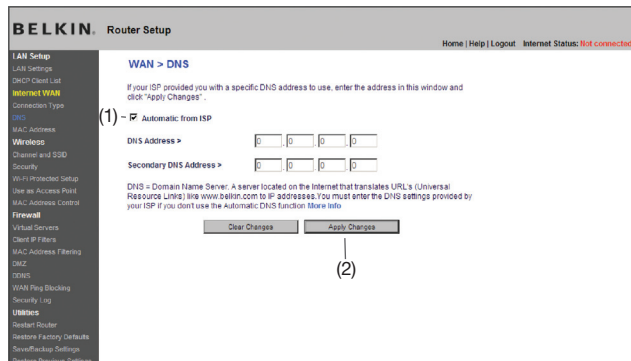 BELKIN. Router Setup
Home | Help | Logout Internet Status: Not connected
LAN Setup
LAN Settings
DHCP Client List
Internet WAN
Connection Type
DNS
MAC Address
Wireless
Channel and SSID
Security
Wi-Fi Protected Setup
Use as Access Point
MAC Address Control
Firewall
Virtual Servers
Client IP Filters
MAC Address Filtering
DMZ
DDNS
WAN Ping Blocking
Security Log
Utilities
Restart Router
Restore Factory Defaults
Save/Backup Settings
Restore Previous Settings
WAN > DNS
If your ISP provided you with a specific DNS address to use, enter the address in this window and
click "Apply Changes" .
(1) ~ Automatic from ISP
DNS Address > 0 . 0 . 0 . 0
Secondary DNS Address > 0 . 0 . 0 . 0
DNS = Domain Name Server. A server located on the Internet that translates URL's (Universal
Resource Links) like www.belkin.com to IP addresses.You must enter the DNS settings provided by
your ISP if you don't use the Automatic DNS function More Info
Clear Changes Apply Changes
(2)